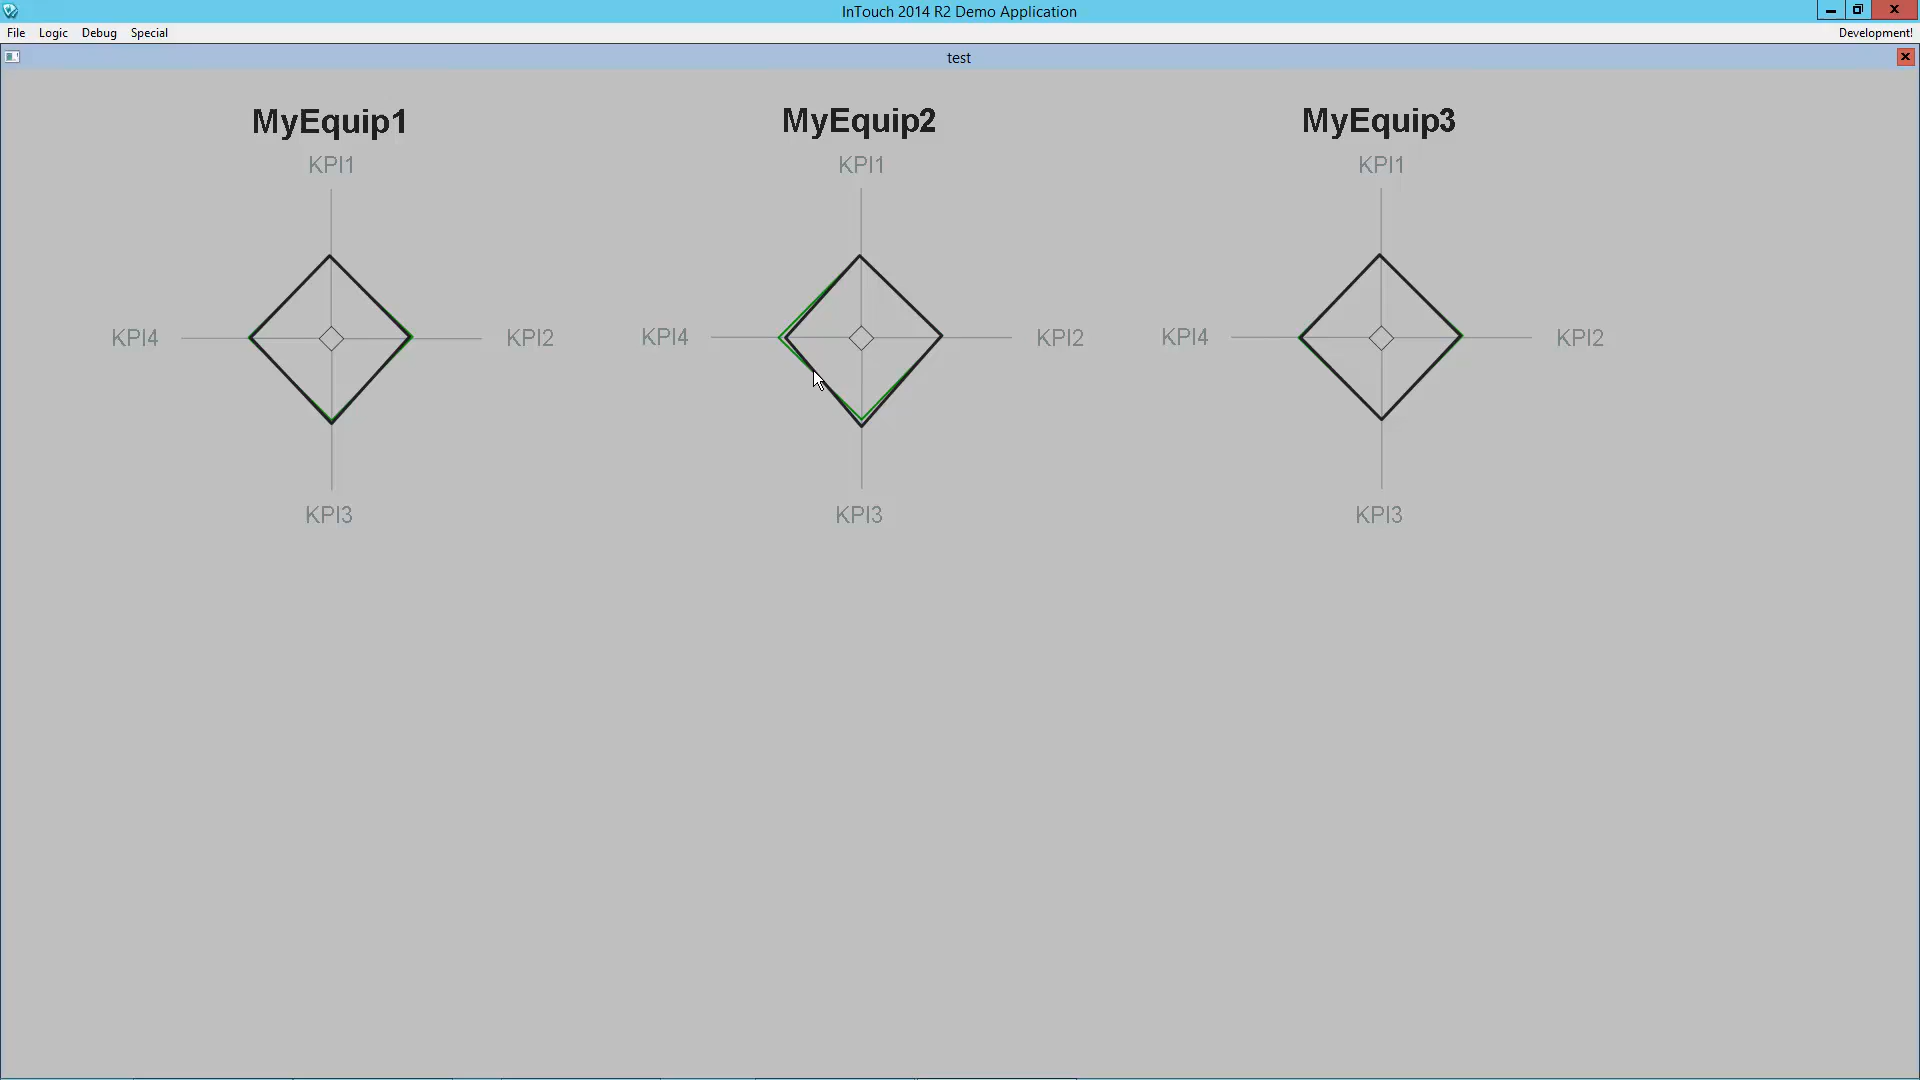 InTouch 2014 R2 Demo Application
File Logic Debug Special Development!
test
MyEquip1 MyEquip2 MyEquip3
KPI1 KPI1 KPI1
KPI4 KPI2 KPI4 KPI2 KPI4 KPI2
KPI3 KPI3 KPI3